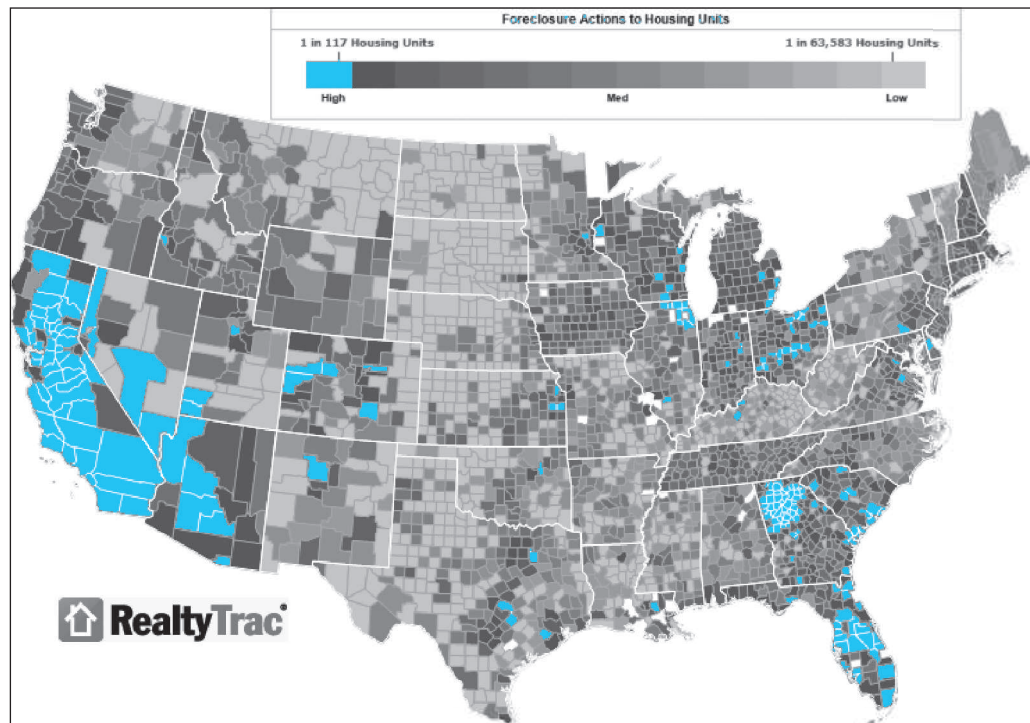 Foreclosure Actions to Housing Units
1 in 117 Housing Units 1 in 63,583 Housing Units
High Med Low
RealtyTrac®